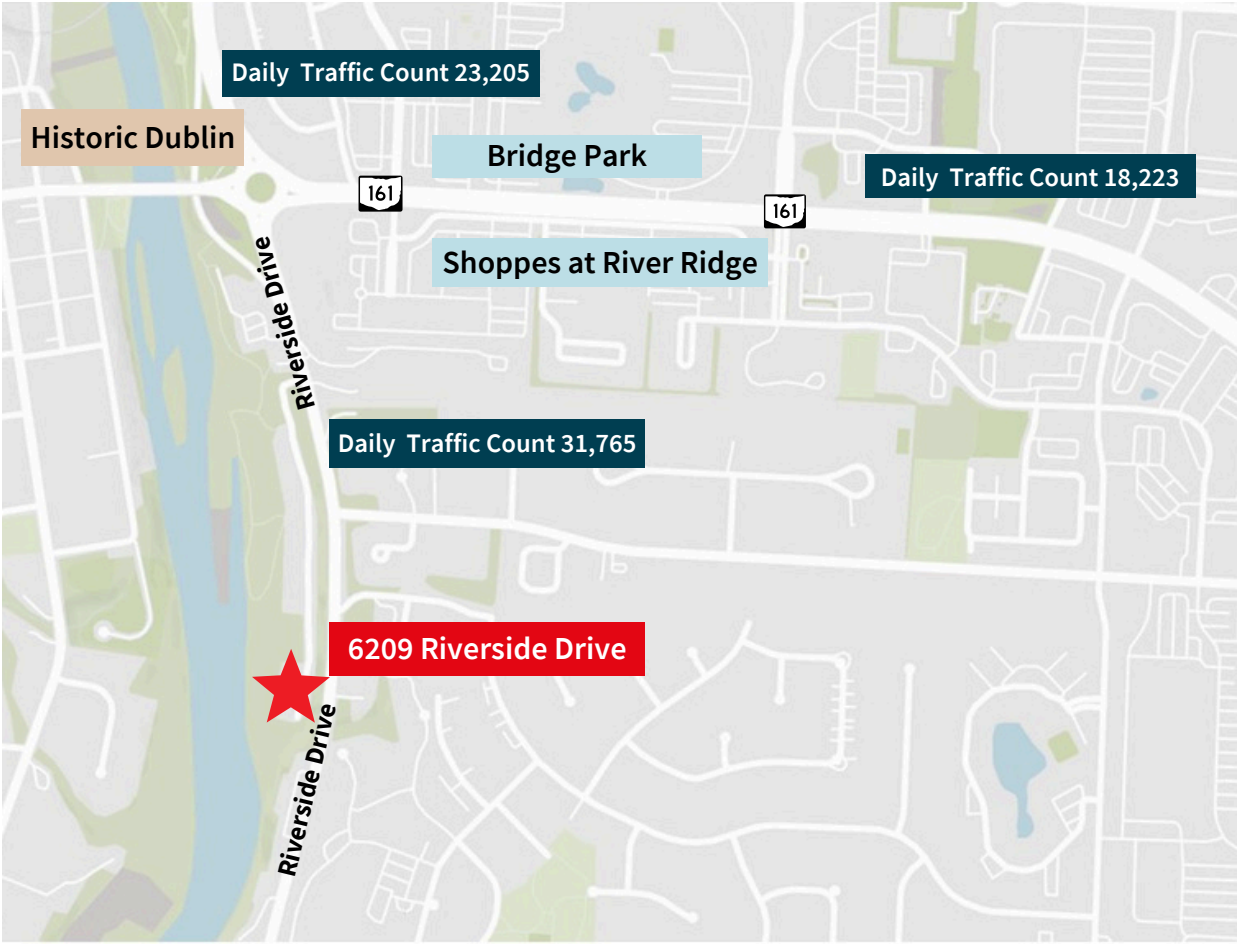 Daily Traffic Count 23,205
Historic Dublin
Bridge Park
Daily Traffic Count 18,223
161
161
Shoppes at River Ridge
Riverside Drive
Daily Traffic Count 31,765
6209 Riverside Drive
Riverside Drive